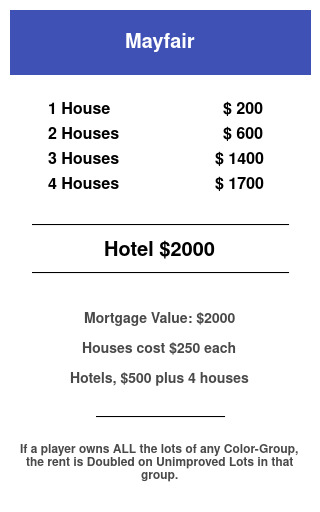 Mayfair
1 House $ 200
2 Houses $ 600
3 Houses $ 1400
4 Houses $ 1700
Hotel $2000
Mortgage Value: $2000
Houses cost $250 each
Hotels, $500 plus 4 houses
If a player owns ALL the lots of any Color-Group,
the rent is Doubled on Unimproved Lots in that
group.